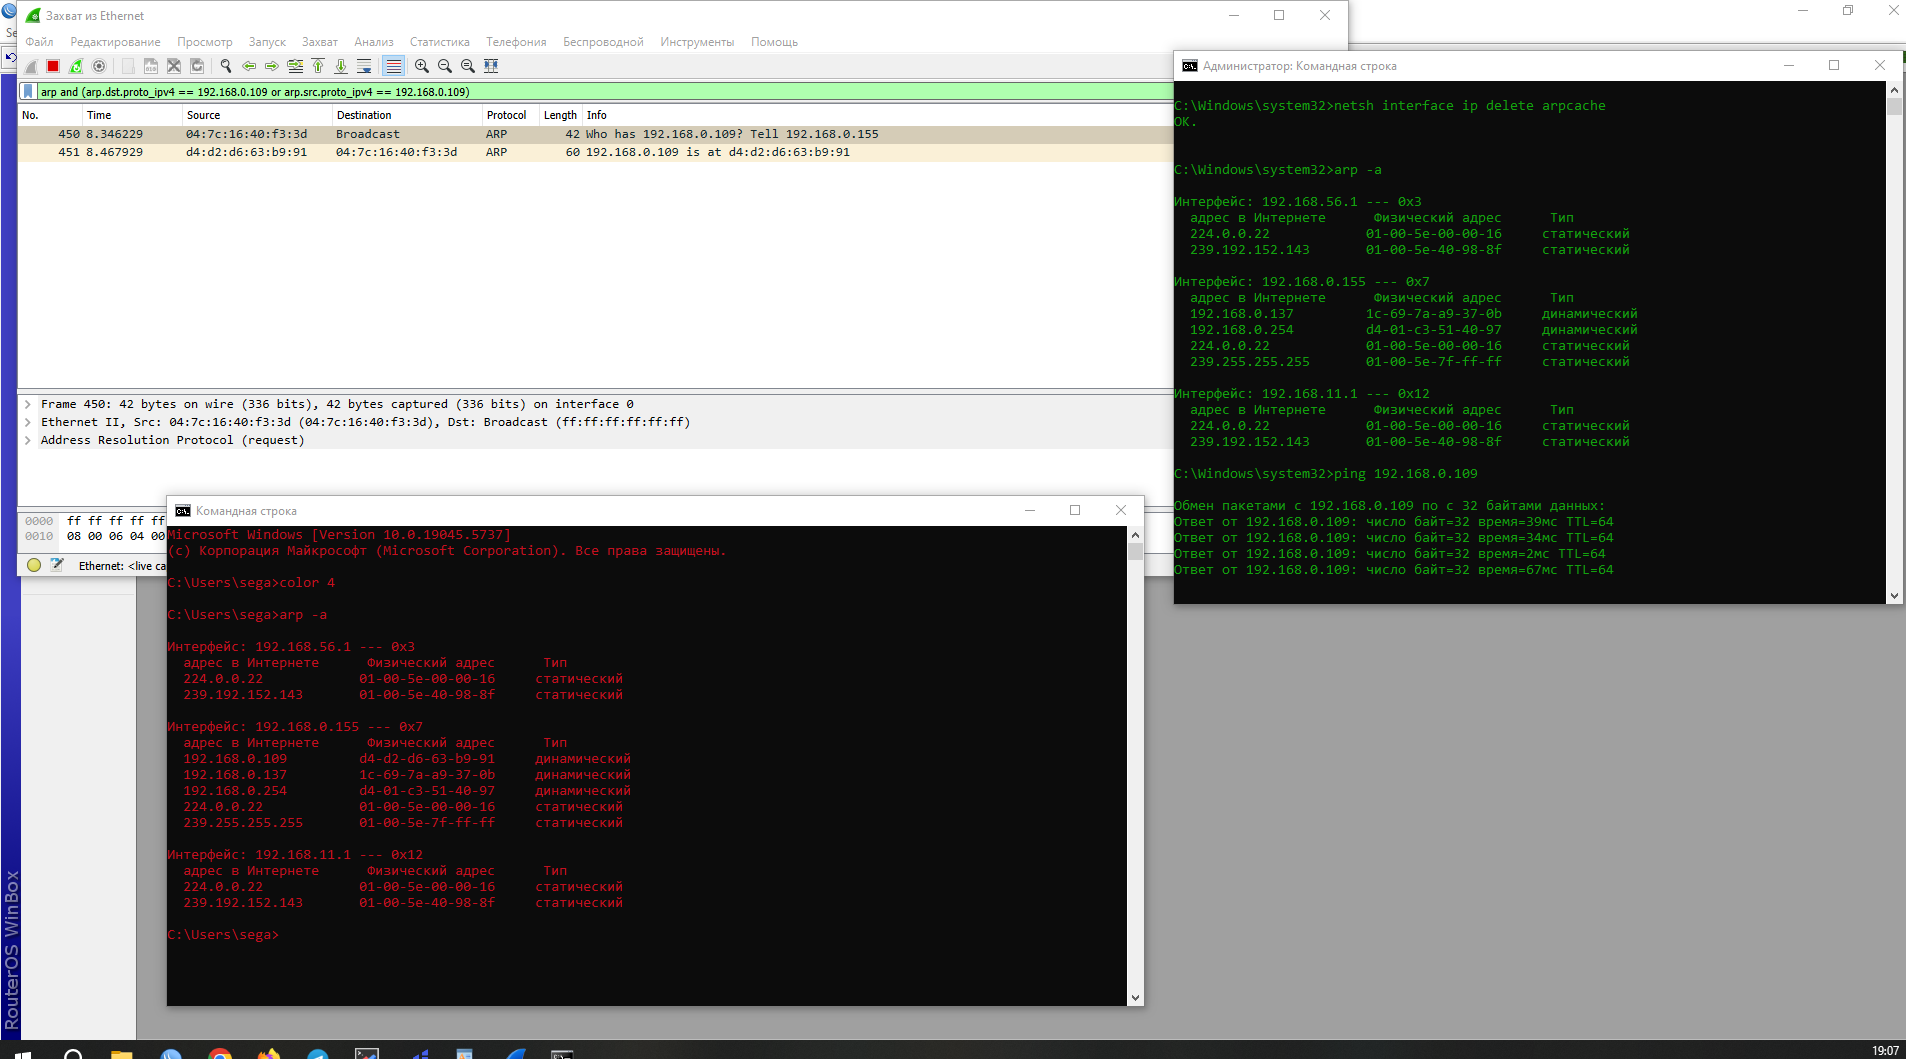 Захват из Ethernet
Файл Редактирование Просмотр Запуск Захват Анализ Статистика Телефония Беспроводной Инструменты Помощь
arp and (arp.dst.proto_ipv4 == 192.168.0.109 or arp.src.proto_ipv4 == 192.168.0.109)
No. Time Source Destination Protocol Length Info
450 8.346229 04:7c:16:40:f3:3d Broadcast ARP 42 Who has 192.168.0.109? Tell 192.168.0.155
451 8.467929 d4:d2:d6:63:b9:91 04:7c:16:40:f3:3d ARP 60 192.168.0.109 is at d4:d2:d6:63:b9:91
Frame 450: 42 bytes on wire (336 bits), 42 bytes captured (336 bits) on interface 0
Ethernet II, Src: 04:7c:16:40:f3:3d (04:7c:16:40:f3:3d), Dst: Broadcast (ff:ff:ff:ff:ff:ff)
Address Resolution Protocol (request)
0000 ff ff ff ff ff
0010 08 00 06 04 00
Ethernet: <live ca
Администратор: Командная строка
C:\Windows\system32>netsh interface ip delete arpcache
ОК.
C:\Windows\system32>arp -a
Интерфейс: 192.168.56.1 --- 0x3
адрес в Интернете Физический адрес Тип
224.0.0.22 01-00-5e-00-00-16 статический
239.192.152.143 01-00-5e-40-98-8f статический
Интерфейс: 192.168.0.155 --- 0x7
адрес в Интернете Физический адрес Тип
192.168.0.137 1c-69-7a-a9-37-0b динамический
192.168.0.254 d4-01-c3-51-40-97 динамический
224.0.0.22 01-00-5e-00-00-16 статический
239.255.255.255 01-00-5e-7f-ff-ff статический
Интерфейс: 192.168.11.1 --- 0x12
адрес в Интернете Физический адрес Тип
224.0.0.22 01-00-5e-00-00-16 статический
239.192.152.143 01-00-5e-40-98-8f статический
C:\Windows\system32>ping 192.168.0.109
Обмен пакетами с 192.168.0.109 по с 32 байтами данных:
Ответ от 192.168.0.109: число байт=32 время=39мс TTL=64
Ответ от 192.168.0.109: число байт=32 время=34мс TTL=64
Ответ от 192.168.0.109: число байт=32 время=2мс TTL=64
Ответ от 192.168.0.109: число байт=32 время=67мс TTL=64
Командная строка
Microsoft Windows [Version 10.0.19045.5737]
(c) Корпорация Майкрософт (Microsoft Corporation). Все права защищены.
C:\Users\sega>color 4
C:\Users\sega>arp -a
Интерфейс: 192.168.56.1 --- 0x3
адрес в Интернете Физический адрес Тип
224.0.0.22 01-00-5e-00-00-16 статический
239.192.152.143 01-00-5e-40-98-8f статический
Интерфейс: 192.168.0.155 --- 0x7
адрес в Интернете Физический адрес Тип
192.168.0.109 d4-d2-d6-63-b9-91 динамический
192.168.0.137 1c-69-7a-a9-37-0b динамический
192.168.0.254 d4-01-c3-51-40-97 динамический
224.0.0.22 01-00-5e-00-00-16 статический
239.255.255.255 01-00-5e-7f-ff-ff статический
Интерфейс: 192.168.11.1 --- 0x12
адрес в Интернете Физический адрес Тип
224.0.0.22 01-00-5e-00-00-16 статический
239.192.152.143 01-00-5e-40-98-8f статический
C:\Users\sega>
RouterOS WinBox
Se
19:07